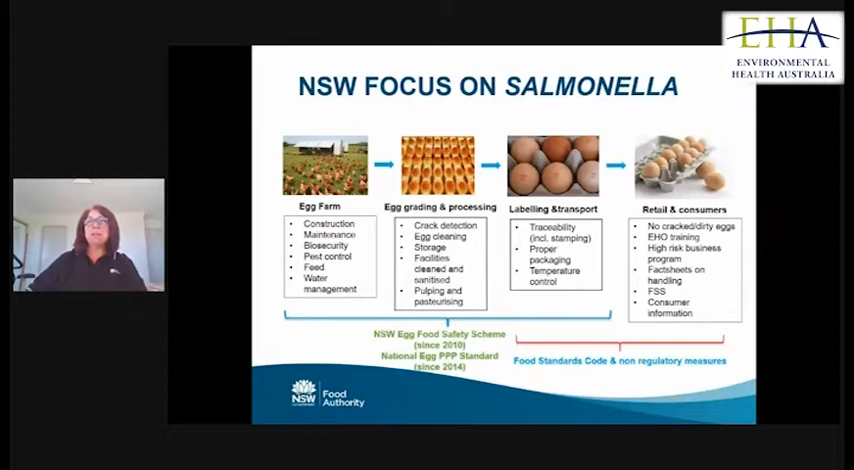 EHA
ENVIRONMENTAL
HEALTH AUSTRALIA
NSW FOCUS ON SALMONELLA
Egg Farm
• Construction
• Maintenance
• Biosecurity
• Pest control
• Feed
• Water
management
Egg grading & processing
• Crack detection
• Egg cleaning
• Storage
• Facilities
cleaned and
sanitised
• Pulping and
pasteurising
Labelling &transport
• Traceability
(incl. stamping)
• Proper
packaging
• Temperature
control
Retail & consumers
• No cracked/dirty eggs
• EHO training
• High risk business
program
• Factsheets on
handling
• FSS
• Consumer
information
NSW Egg Food Safety Scheme
(since 2010)
National Egg PPP Standard
(since 2014)
Food Standards Code & non regulatory measures
NSW
Food
Authority